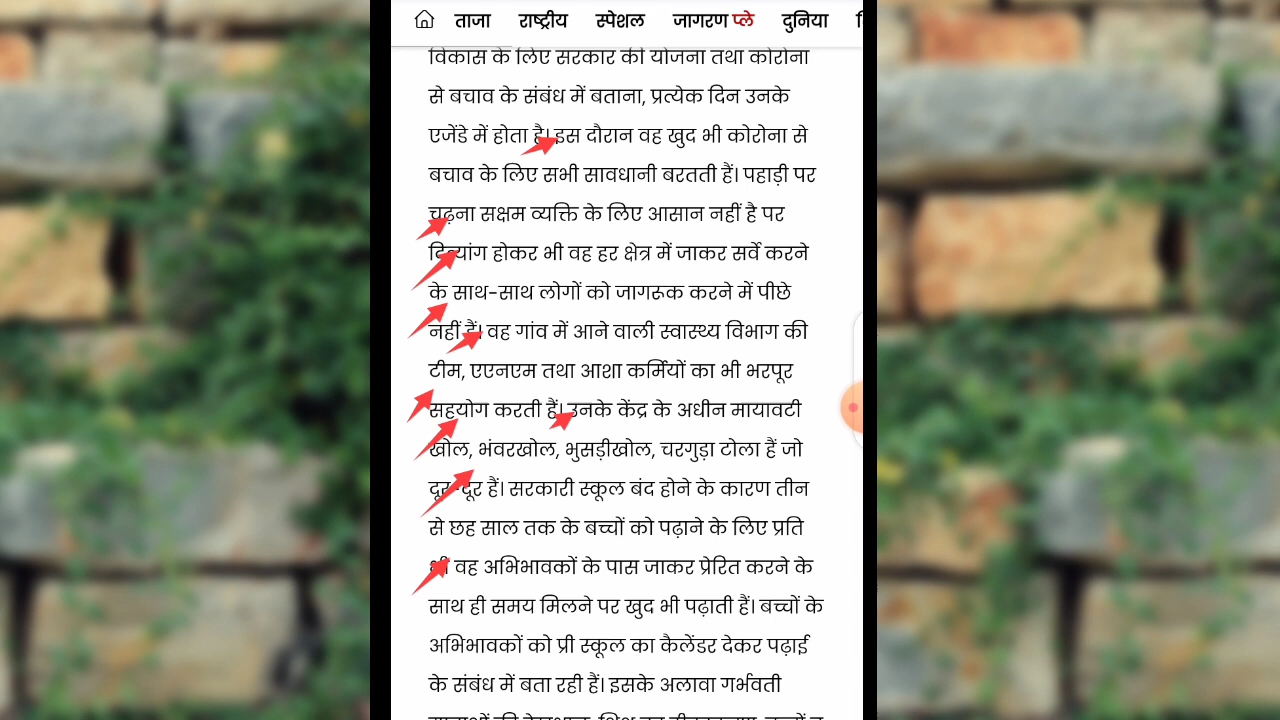 ताजा राष्ट्रीय स्पेशल जागरण प्ले दुनिया
विकास के लिए सरकार की योजना तथा कोरोना
से बचाव के संबंध में बताना, प्रत्येक दिन उनके
एजेंडे में होता है। इस दौरान वह खुद भी कोरोना से
बचाव के लिए सभी सावधानी बरतती हैं। पहाड़ी पर
चढ़ना सक्षम व्यक्ति के लिए आसान नहीं है पर
दिव्यांग होकर भी वह हर क्षेत्र में जाकर सर्वे करने
के साथ-साथ लोगों को जागरूक करने में पीछे
नहीं हैं। वह गांव में आने वाली स्वास्थ्य विभाग की
टीम, एएनएम तथा आशा कर्मियों का भी भरपूर
सहयोग करती हैं। उनके केंद्र के अधीन मायावटी
खोल, भंवरखोल, भुसड़ीखोल, चरगुड़ा टोला हैं जो
दूर-दूर हैं। सरकारी स्कूल बंद होने के कारण तीन
से छह साल तक के बच्चों को पढ़ाने के लिए प्रति
भी वह अभिभावकों के पास जाकर प्रेरित करने के
साथ ही समय मिलने पर खुद भी पढ़ाती हैं। बच्चों के
अभिभावकों को प्री स्कूल का कैलेंडर देकर पढ़ाई
के संबंध में बता रही हैं। इसके अलावा गर्भवती